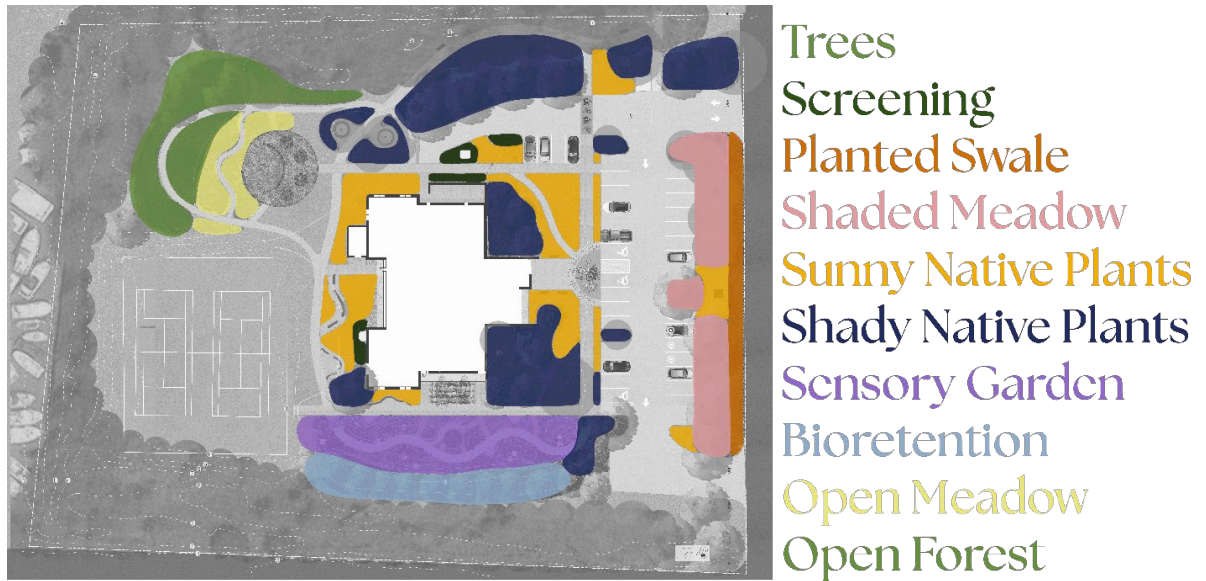 Trees
Screening
Planted Swale
Shaded Meadow
Sunny Native Plants
Shady Native Plants
Sensory Garden
Bioretention
Open Meadow
Open Forest